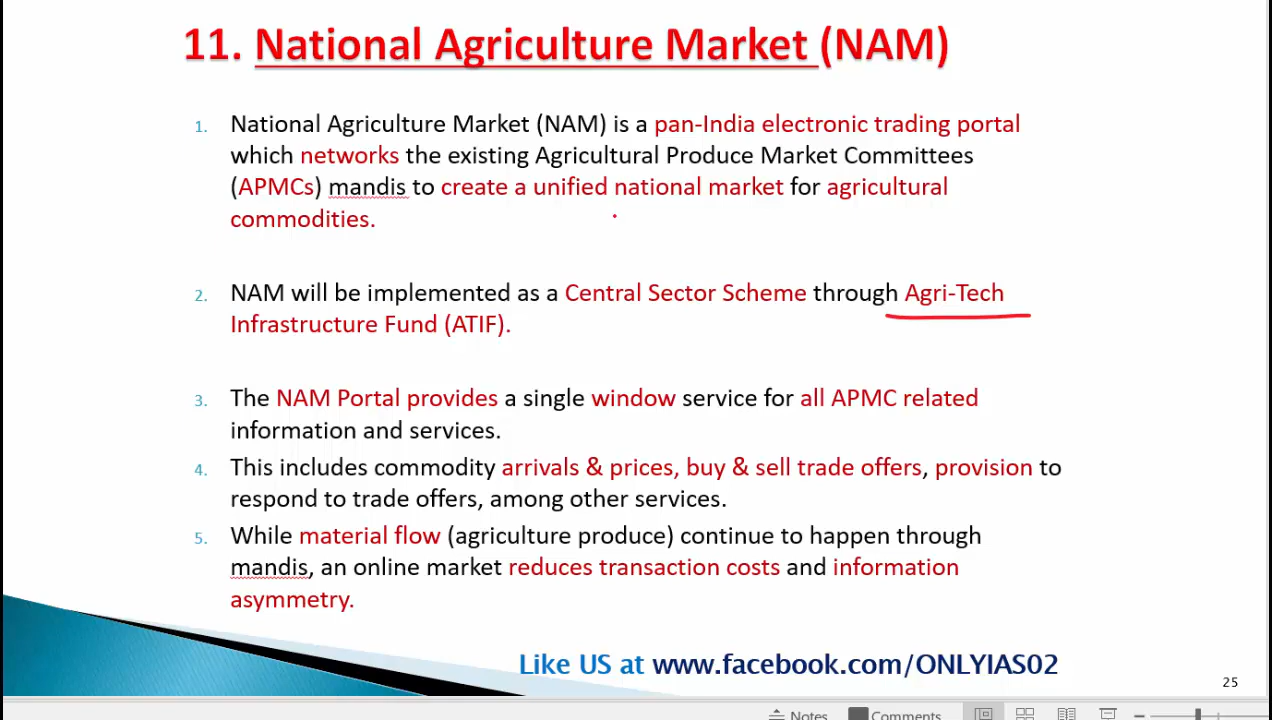 11. National Agriculture Market (NAM)
1. National Agriculture Market (NAM) is a pan-India electronic trading portal
which networks the existing Agricultural Produce Market Committees
(APMCs) mandis to create a unified national market for agricultural
commodities.
2. NAM will be implemented as a Central Sector Scheme through Agri-Tech
Infrastructure Fund (ATIF).
3. The NAM Portal provides a single window service for all APMC related
information and services.
4. This includes commodity arrivals & prices, buy & sell trade offers, provision to
respond to trade offers, among other services.
5. While material flow (agriculture produce) continue to happen through
mandis, an online market reduces transaction costs and information
asymmetry.
Like US at www.facebook.com/ONLYIAS02
25
Notes Comments